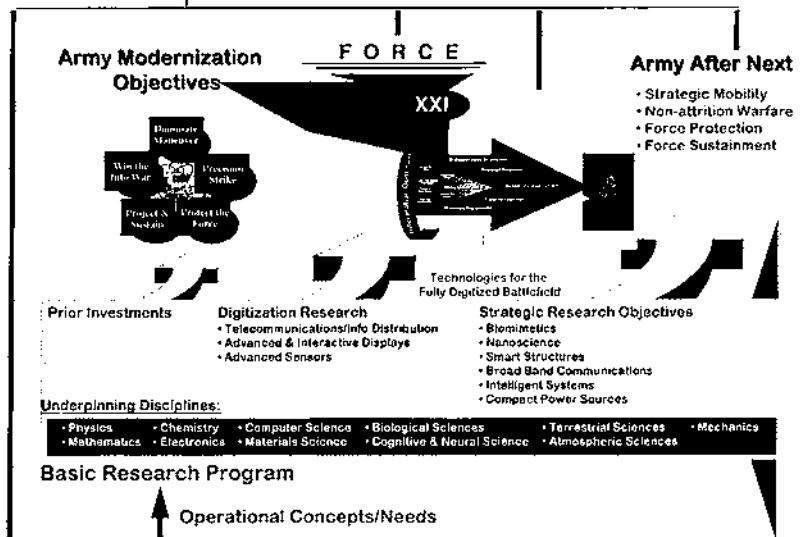 Army Modernization
Objectives
F O R C E
XXI
Army After Next
• Strategic Mobility
• Non-attrition Warfare
• Force Protection
• Force Sustainment
Dominate
Maneuver
Win the
Info War
Precision
Strike
Project &
Sustain
Protect the
Force
Technologies for the
Fully Digitized Battlefield
Prior Investments
Digitization Research
• Telecommunications/Info Distribution
• Advanced & Interactive Displays
• Advanced Sensors
Strategic Research Objectives
• Biomimetics
• Nanoscience
• Smart Structures
• Broad Band Communications
• Intelligent Systems
• Compact Power Sources
Underpinning Disciplines:
• Physics • Chemistry • Computer Science • Biological Sciences • Terrestrial Sciences • Mechanics
• Mathematics • Electronics • Materials Science • Cognitive & Neural Science • Atmospheric Sciences
Basic Research Program
Operational Concepts/Needs